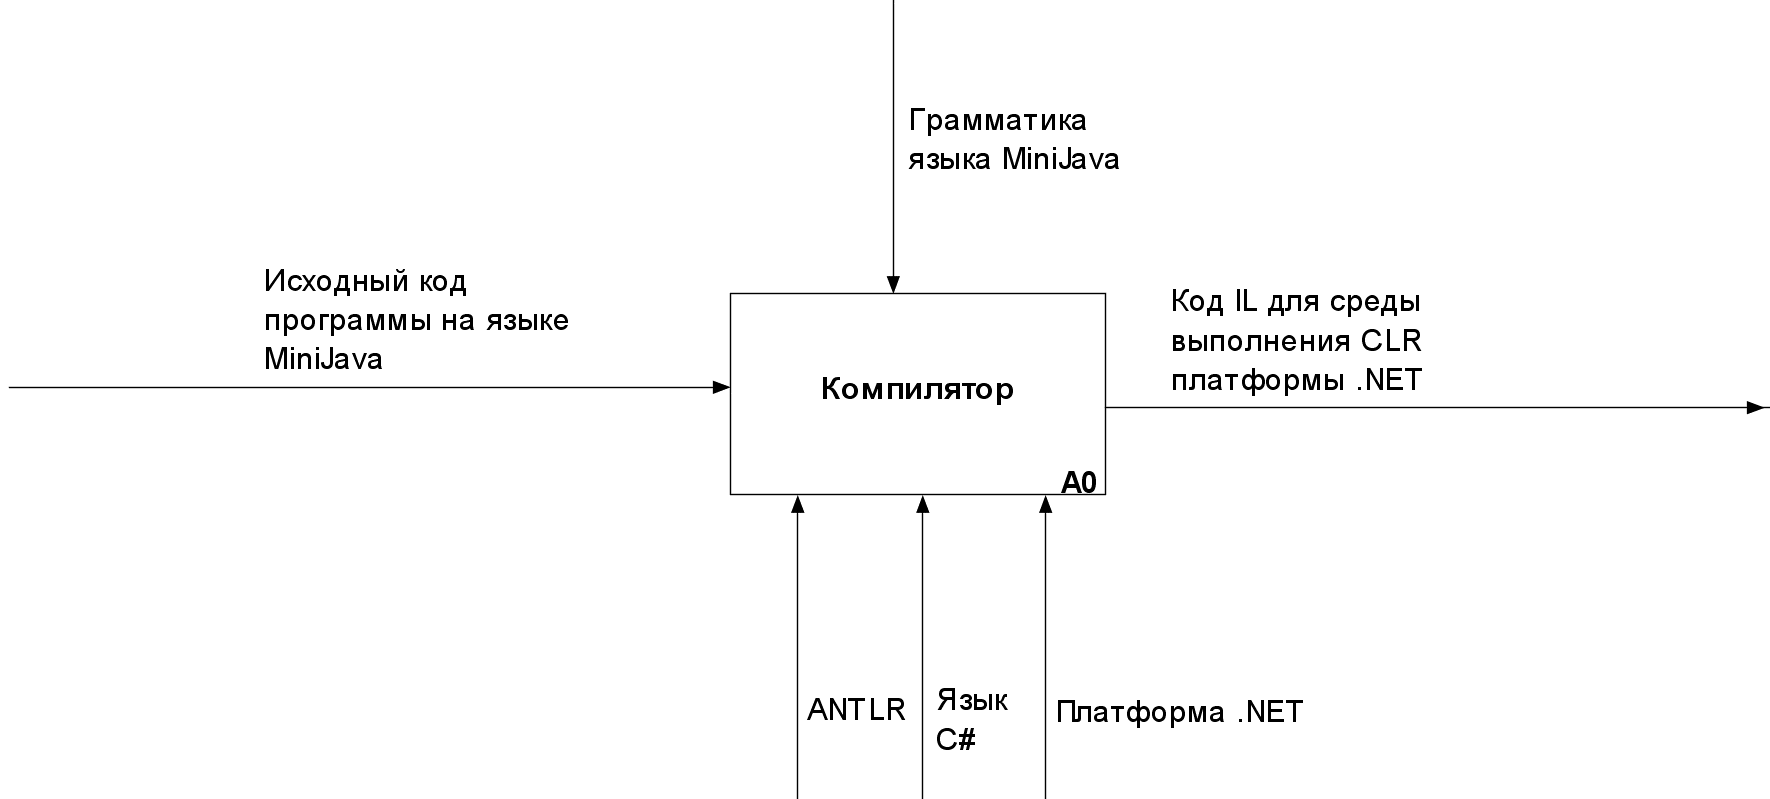 Грамматика
языка MiniJava
Исходный код
программы на языке
MiniJava
Код IL для среды
выполнения CLR
платформы .NET
Компилятор
A0
ANTLR
Язык
C#
Платформа .NET